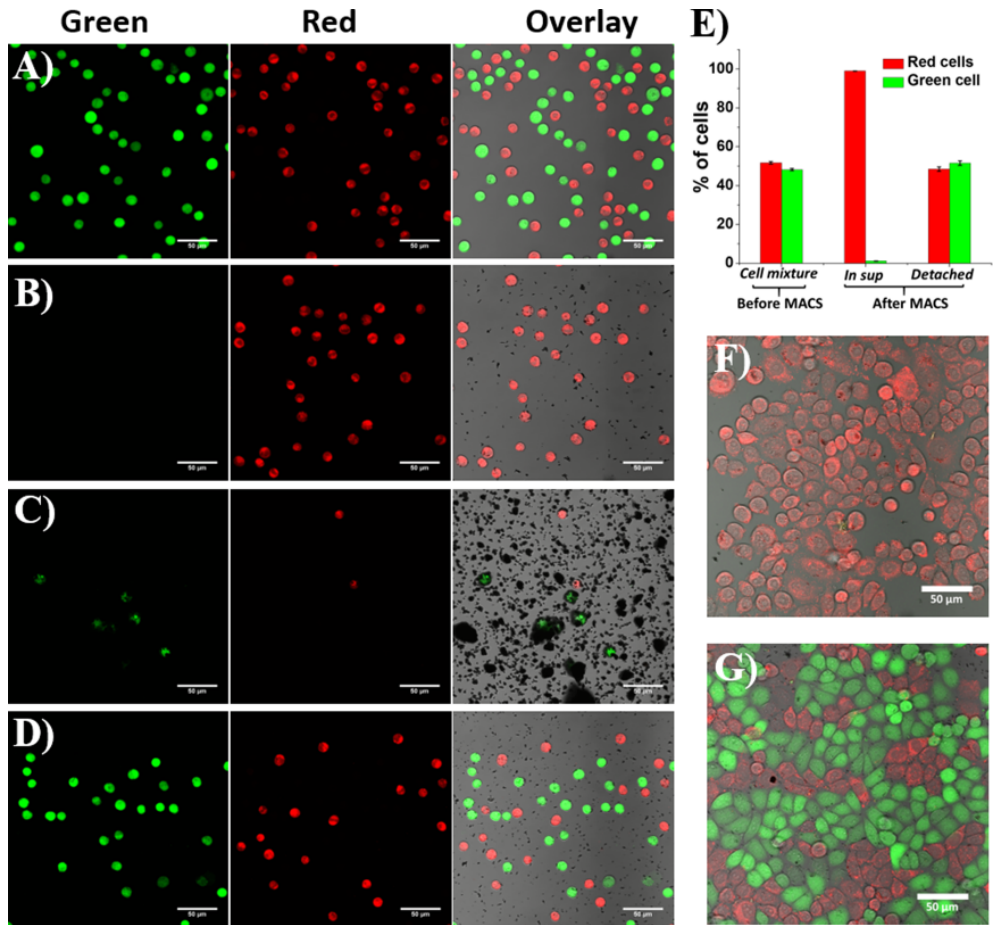 Green Red Overlay
A)
50 µm 50 µm 50 µm
B)
50 µm 50 µm 50 µm
C)
50 µm 50 µm 50 µm
D)
50 µm 50 µm 50 µm
E)
% of cells
100
80
60
40
20
0
Red cells
Green cell
Cell mixture In sup Detached
Before MACS After MACS
F)
50 µm
G)
50 µm